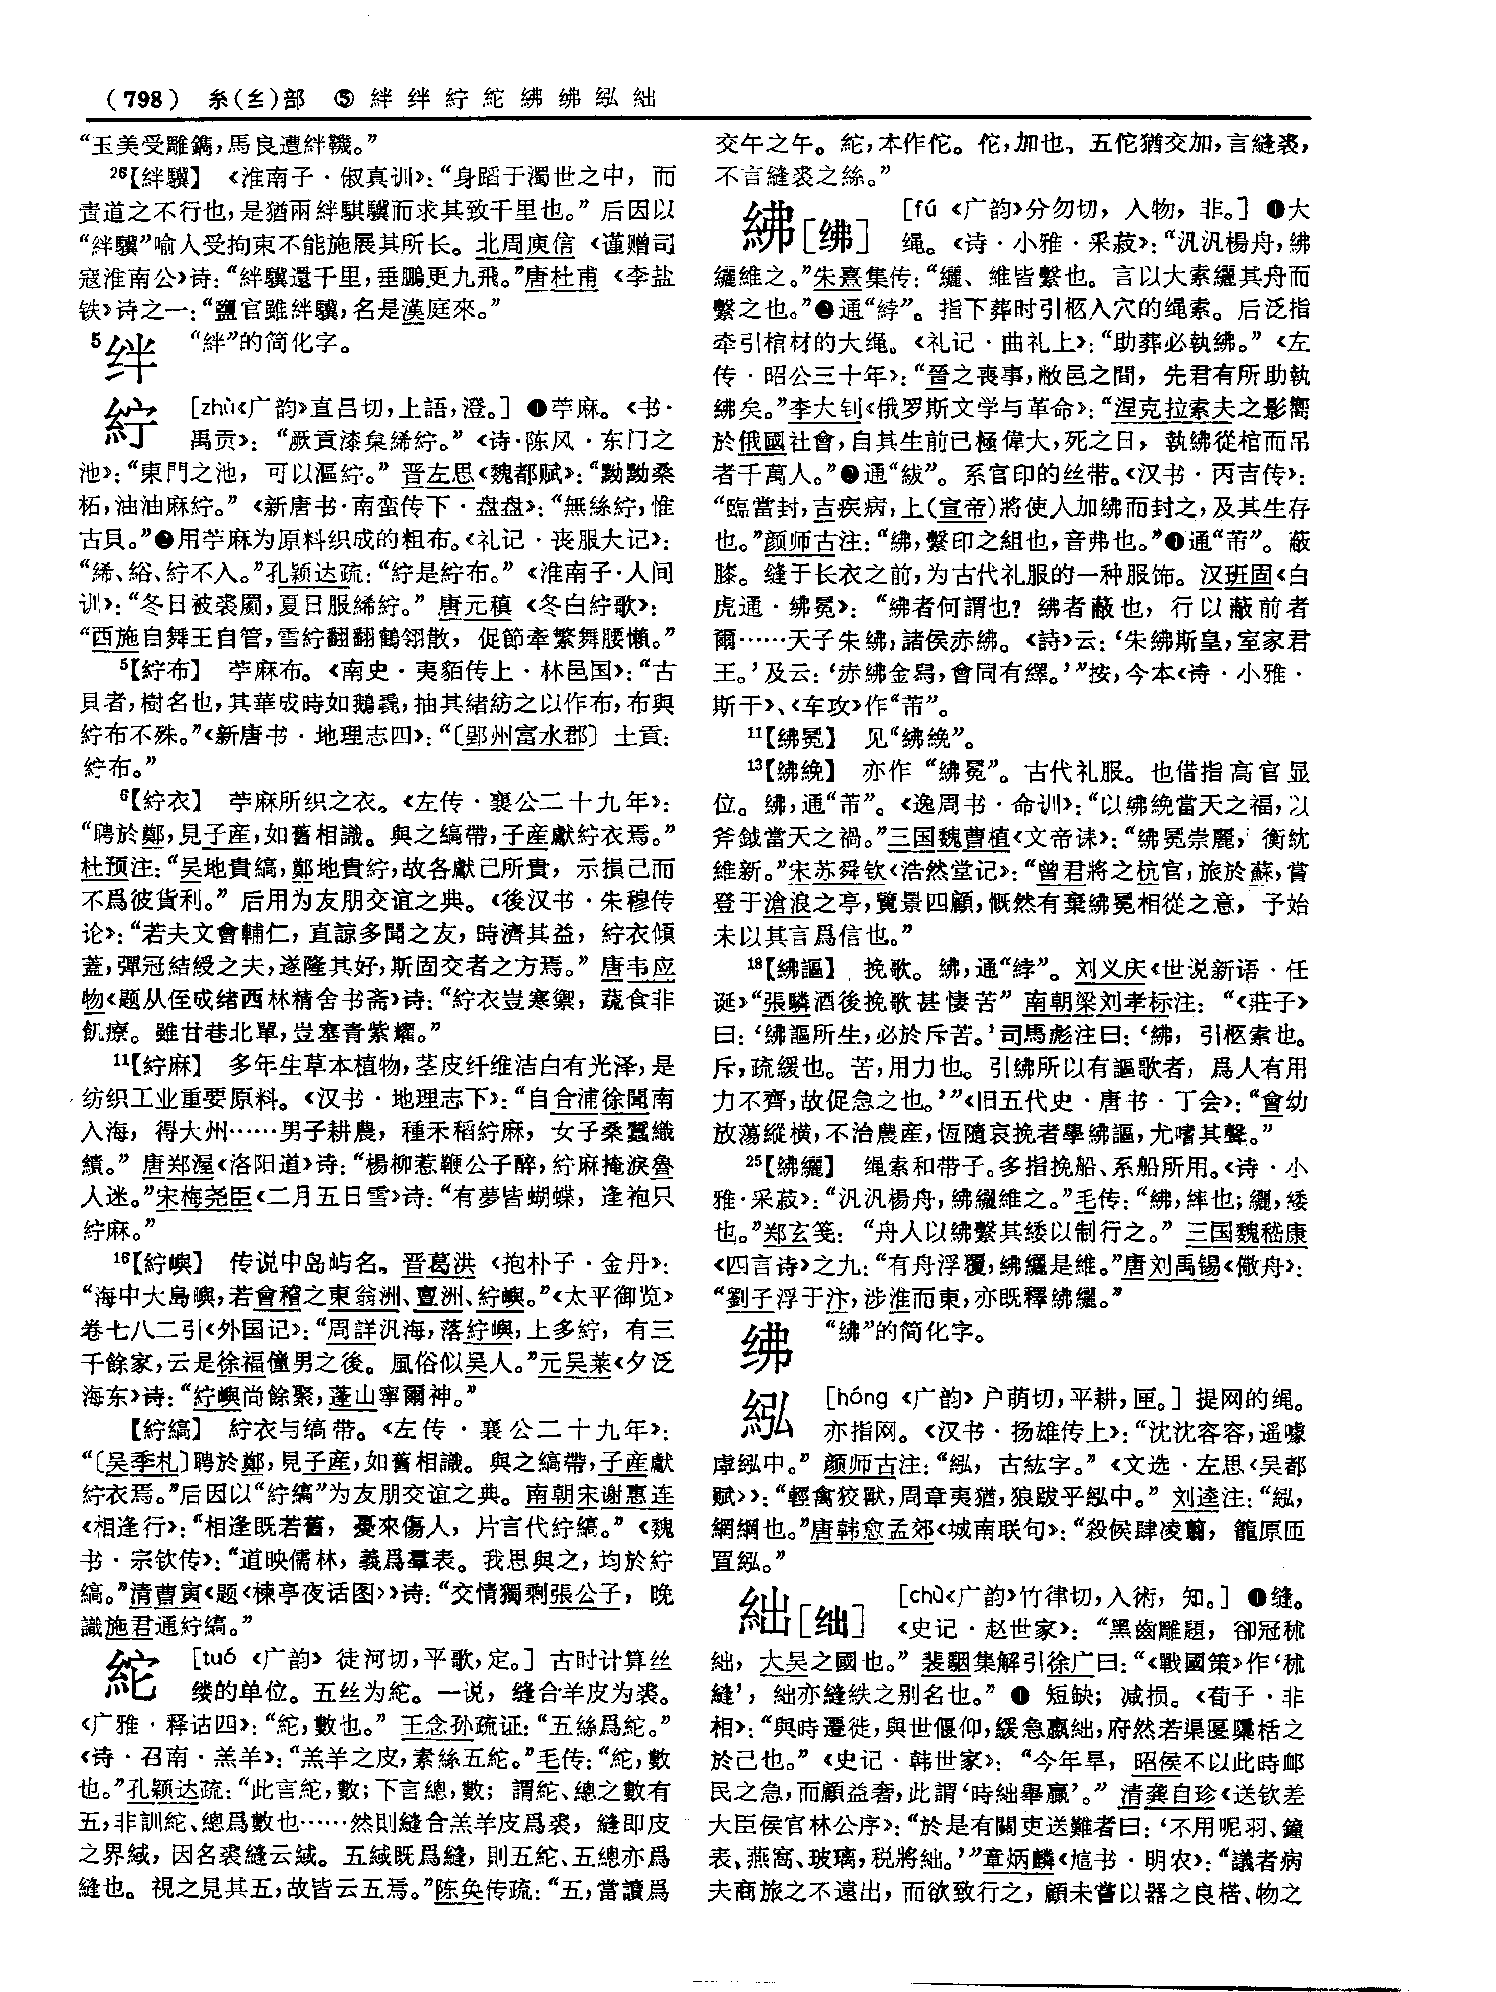 (798) 糸(纟)部 ⑤ 絆 绊 紵 紽 紼 绋 紭 絀
“玉美受雕鐫，馬良遭絆羈。”
26【絆驥】 《淮南子·俶真训》：“身蹈于濁世之中，而
责道之不行也，是猶兩絆騏驥而求其致千里也。”后因以
“絆驥”喻人受拘束不能施展其所长。北周庾信《谨赠司
寇淮南公》诗：“絆驥還千里，垂鵬更九飛。”唐杜甫《李盐
铁》诗之一：“鹽官雖絆驥，名是漢庭來。”
5绊 “絆”的简化字。
紵 [zhù《广韵》直吕切，上語，澄。] ❶苧麻。《书·
禹贡》：“厥貢漆枲絺紵。”《诗·陈风·东门之
池》：“東門之池，可以漚紵。”晋左思《魏都赋》：“黝黝桑
柘，油油麻紵。”《新唐书·南蛮传下·盘盘》：“無絲紵，惟
古貝。”❷用苧麻为原料织成的粗布。《礼记·丧服大记》：
“絺、綌、紵不入。”孔颖达疏：“紵是紵布。”《淮南子·人间
训》：“冬日被裘罽，夏日服絺紵。”唐元稹《冬白紵歌》：
“西施自舞王自管，雪紵翻翻鶴翎散，促節牽繁舞腰懶。”
5【紵布】 苧麻布。《南史·夷貊传上·林邑国》：“古
貝者，樹名也，其華成時如鵝毳，抽其緒紡之以作布，布與
紵布不殊。”《新唐书·地理志四》：“〔郢州富水郡〕土貢：
紵布。”
6【紵衣】 苧麻所织之衣。《左传·襄公二十九年》：
“聘於鄭，見子産，如舊相識。與之縞帶，子産獻紵衣焉。”
杜预注：“吴地貴縞，鄭地貴紵，故各獻己所貴，示損己而
不爲彼貨利。”后用为友朋交谊之典。《後汉书·朱穆传
论》：“若夫文會輔仁，直諒多聞之友，時濟其益，紵衣傾
蓋，彈冠結綬之夫，遂隆其好，斯固交者之方焉。”唐韦应
物《题从侄成绪西林精舍书斋》诗：“紵衣豈寒禦，蔬食非
飢療。雖甘巷北單，豈塞青紫耀。”
11【紵麻】 多年生草本植物，茎皮纤维洁白有光泽，是
纺织工业重要原料。《汉书·地理志下》：“自合浦徐聞南
入海，得大州……男子耕農，種禾稻紵麻，女子桑蠶織
績。”唐郑渥《洛阳道》诗：“楊柳惹鞭公子醉，紵麻掩淚魯
人迷。”宋梅尧臣《二月五日雪》诗：“有夢皆蝴蝶，逢袍只
紵麻。”
16【紵嶼】 传说中岛屿名。晋葛洪《抱朴子·金丹》：
“海中大島嶼，若會稽之東翁洲、亶洲、紵嶼。”《太平御览》
卷七八二引《外国记》：“周詳汎海，落紵嶼，上多紵，有三
千餘家，云是徐福僮男之後。風俗似吴人。”元吴莱《夕泛
海东》诗：“紵嶼尚餘聚，蓬山寧爾神。”
【紵縞】 紵衣与缟带。《左传·襄公二十九年》：
“〔吴季札〕聘於鄭，見子産，如舊相識。與之縞帶，子産獻
紵衣焉。”后因以“紵縞”为友朋交谊之典。南朝宋谢惠连
《相逢行》：“相逢既若舊，憂來傷人，片言代紵縞。”《魏
书·宗钦传》：“道映儒林，義爲羣表。我思與之，均於紵
縞。”清曹寅《题〈楝亭夜话图〉》诗：“交情獨剩張公子，晚
識施君通紵縞。”
紽 [tuó《广韵》徒河切，平歌，定。] 古时计算丝
缕的单位。五丝为紽。一说，缝合羊皮为裘。
《广雅·释诂四》：“紽，數也。”王念孙疏证：“五絲爲紽。”
《诗·召南·羔羊》：“羔羊之皮，素絲五紽。”毛传：“紽，數
也。”孔颖达疏：“此言紽，數；下言總，數；謂紽、總之數有
五，非訓紽、總爲數也……然則縫合羔羊皮爲裘，縫即皮
之界緎，因名裘縫云緎。五緎既爲縫，則五紽、五總亦爲
縫也。視之見其五，故皆云五焉。”陈奂传疏：“五，當讀爲
交午之午。紽，本作佗。佗，加也。五佗猶交加，言縫裘，
不言縫裘之絲。”
紼[绋] [fú《广韵》分勿切，入物，非。] ❶大
绳。《诗·小雅·采菽》：“汎汎楊舟，紼
纚維之。”朱熹集传：“纚、維皆繫也。言以大索纚其舟而
繫之也。”❷通“綍”。指下葬时引柩入穴的绳索。后泛指
牵引棺材的大绳。《礼记·曲礼上》：“助葬必執紼。”《左
传·昭公三十年》：“晉之喪事，敝邑之間，先君有所助執
紼矣。”李大钊《俄罗斯文学与革命》：“涅克拉索夫之影嚮
於俄國社會，自其生前已極偉大，死之日，執紼從棺而吊
者千萬人。”❸通“紱”。系官印的丝带。《汉书·丙吉传》：
“臨當封，吉疾病，上(宣帝)將使人加紼而封之，及其生存
也。”颜师古注：“紼，繫印之組也，音弗也。”❹通“芾”。蔽
膝。缝于长衣之前，为古代礼服的一种服饰。汉班固《白
虎通·绋冕》：“紼者何謂也？紼者蔽也，行以蔽前者
爾……天子朱紼，諸侯赤紼。《詩》云：‘朱紼斯皇，室家君
王。’及云：‘赤紼金舄，會同有繹。’”按，今本《诗·小雅·
斯干》、《车攻》作“芾”。
11【紼冕】 见“紼絻”。
13【紼絻】 亦作“紼冕”。古代礼服。也借指高官显
位。紼，通“芾”。《逸周书·命训》：“以紼絻當天之福，以
斧鉞當天之禍。”三国魏曹植《文帝诔》：“紼冕崇麗，衡紞
維新。”宋苏舜钦《浩然堂记》：“曾君將之杭官，旅於蘇，嘗
登于滄浪之亭，覽景四顧，慨然有棄紼冕相從之意，予始
未以其言爲信也。”
18【紼謳】 挽歌。紼，通“綍”。刘义庆《世说新语·任
诞》“張驎酒後挽歌甚悽苦”南朝梁刘孝标注：“《莊子》
曰：‘紼謳所生，必於斥苦。’司馬彪注曰：‘紼，引柩索也。
斥，疏緩也。苦，用力也。引紼所以有謳歌者，爲人有用
力不齊，故促急之也。’”《旧五代史·唐书·丁会》：“會幼
放蕩縱横，不治農産，恆隨哀挽者學紼謳，尤嗜其聲。”
25【紼纚】 绳索和带子。多指挽船、系船所用。《诗·小
雅·采菽》：“汎汎楊舟，紼纚維之。”毛传：“紼，繂也；纚，緌
也。”郑玄笺：“舟人以紼繫其緌以制行之。”三国魏嵇康
《四言诗》之九：“有舟浮覆，紼纚是維。”唐刘禹锡《儆舟》：
“劉子浮于汴，涉淮而東，亦既釋紼纚。”
绋 “紼”的简化字。
紭 [hóng《广韵》户萌切，平耕，匣。] 提网的绳。
亦指网。《汉书·扬雄传上》：“沈沈容容，遥噱
虖紭中。”颜师古注：“紭，古紘字。”《文选·左思〈吴都
赋〉》：“輕禽狡獸，周章夷猶，狼跋乎紭中。”刘逵注：“紭，
網綱也。”唐韩愈孟郊《城南联句》：“殺候肆凌翦，籠原匝
罝紭。”
絀[绌] [chù《广韵》竹律切，入術，知。] ❶缝。
《史记·赵世家》：“黑齒雕題，卻冠秫
絀，大吴之國也。”裴駰集解引徐广曰：“《戰國策》作‘秫
縫’，絀亦縫紩之别名也。”❷短缺；减损。《荀子·非
相》：“與時遷徙，與世偃仰，緩急嬴絀，府然若渠匽檃栝之
於己也。”《史记·韩世家》：“今年旱，昭侯不以此時卹
民之急，而顧益奢，此謂‘時絀舉贏’。”清龚自珍《送钦差
大臣侯官林公序》：“於是有關吏送難者曰：‘不用呢羽、鐘
表、燕窩、玻璃，税將絀。’”章炳麟《訄书·明农》：“議者病
夫商旅之不遠出，而欲致行之，顧未嘗以器之良楛、物之